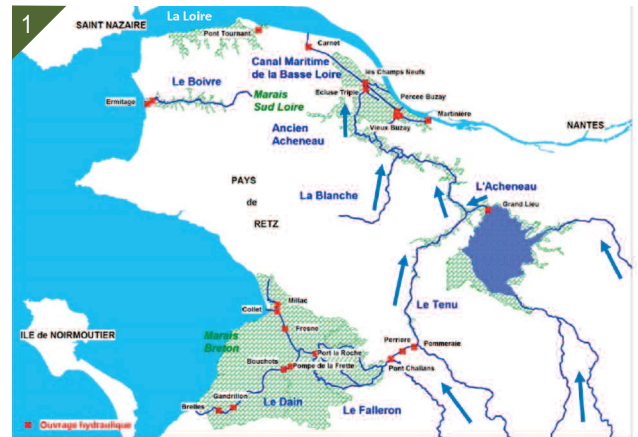 1
La Loire
SAINT NAZAIRE
Pont Tournant
Carnet
Canal Maritime
de la Basse Loire
les Champs Neufs
Le Boivre
Ecluse Triple
Percée Buzay
Marais
Sud Loire
Ermitage
Martinière
Vieux Buzay
NANTES
Ancien
Acheneau
PAYS
de
RETZ
La Blanche
L'Acheneau
Grand Lieu
Millac
Collet
Le Tenu
Fresne
ILE de NOIRMOUTIER
Marais
Breton
Port la Roche
Perriere
Pommeraie
Bouchots
Pompe de la Frette
Pont Challans
Gandrillon
Brelles
Le Dain
Le Falleron
Ouvrage hydraulique